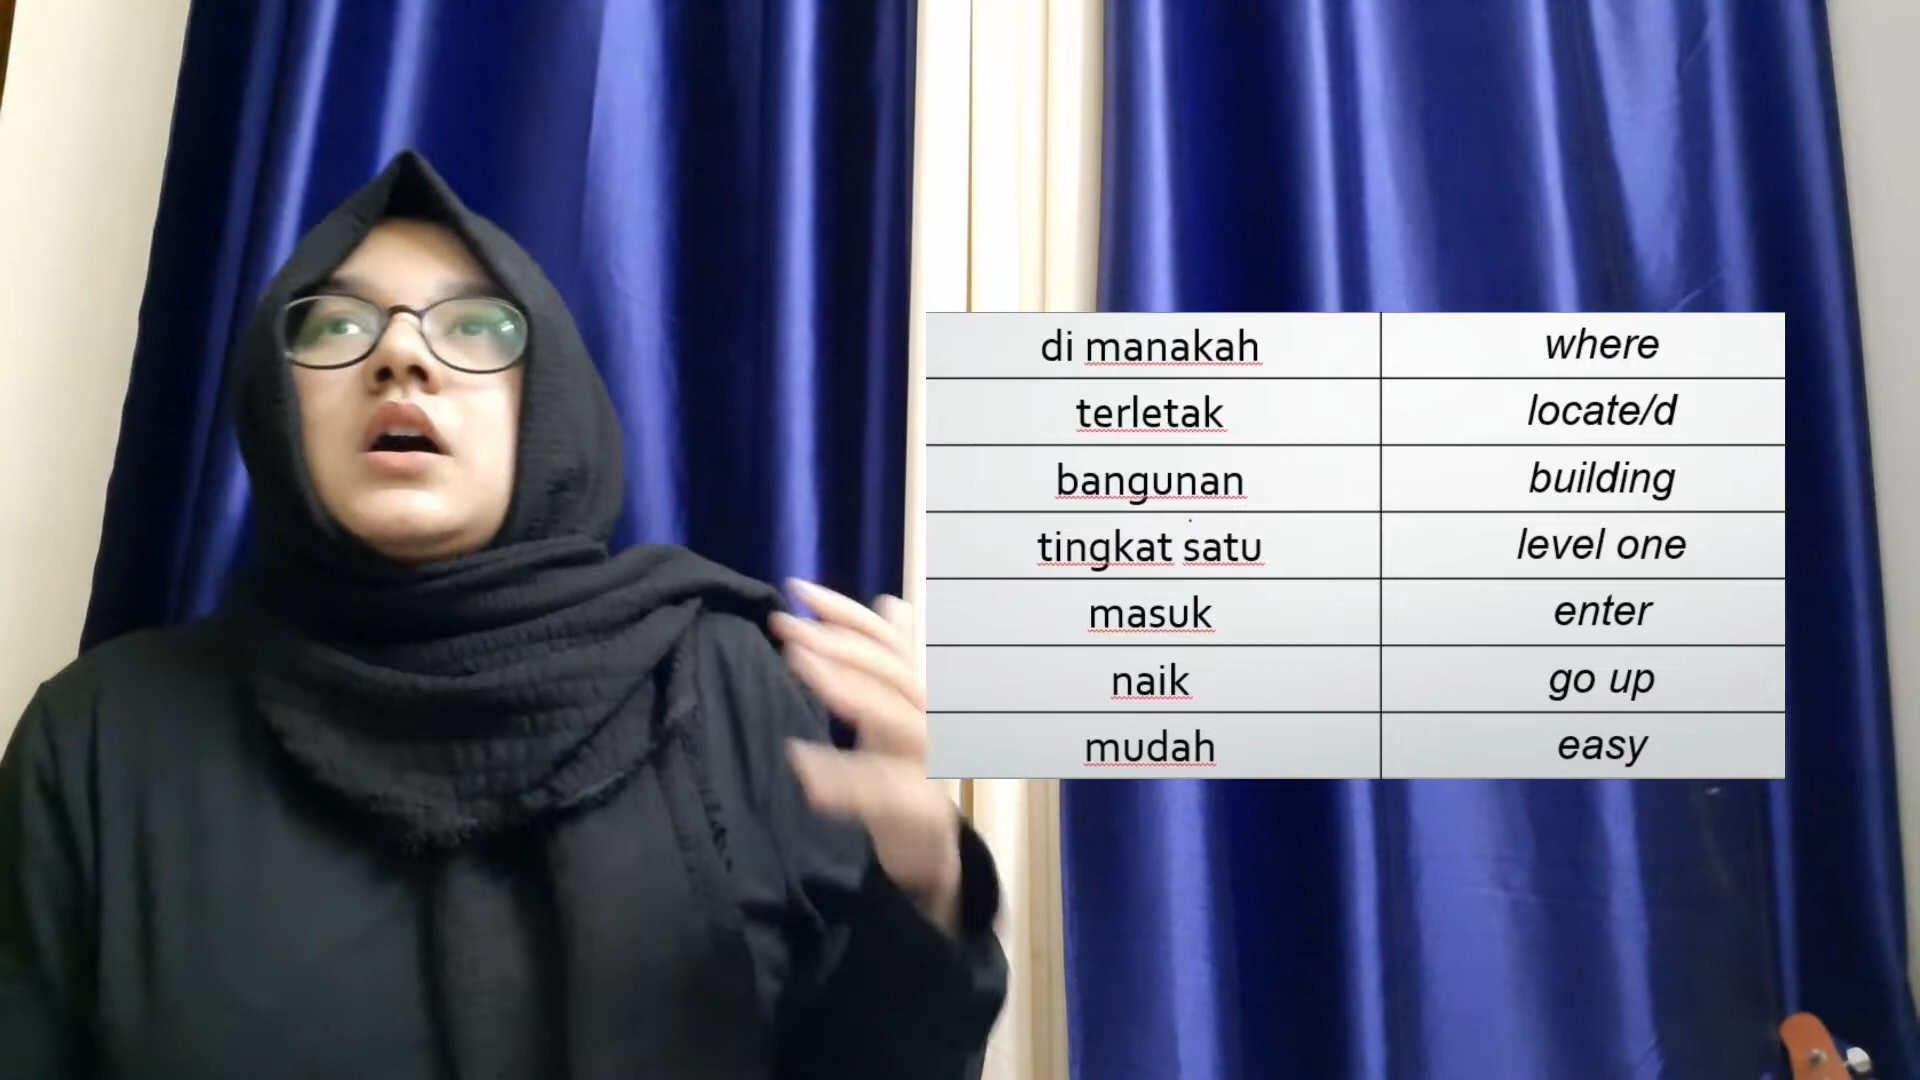 di manakah where
terletak locate/d
bangunan building
tingkat satu level one
masuk enter
naik go up
mudah easy